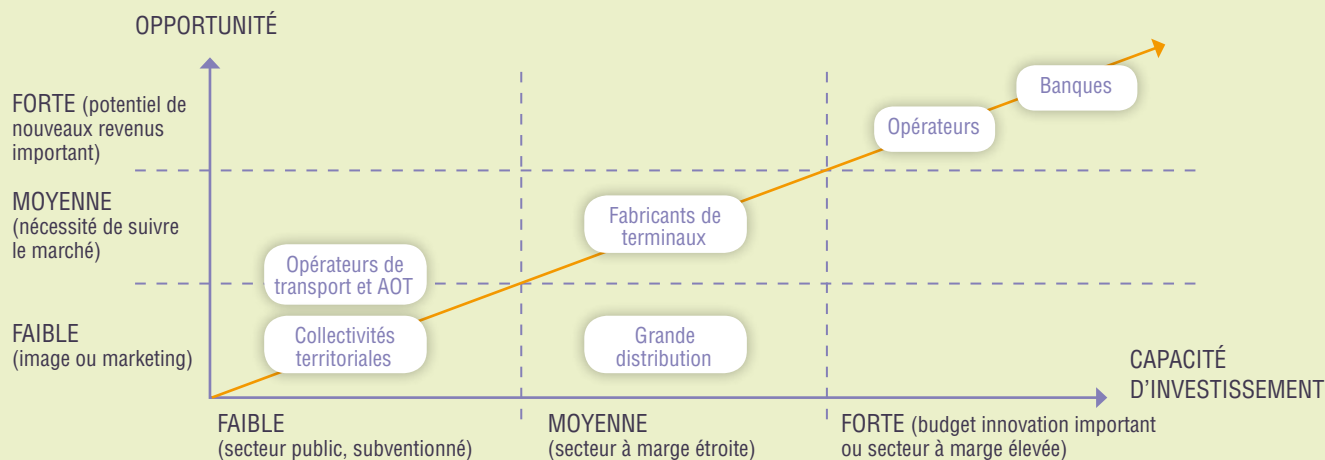 OPPORTUNITÉ
FORTE (potentiel de
nouveaux revenus
important)
Banques
Opérateurs
MOYENNE
(nécessité de suivre
le marché)
Fabricants de
terminaux
Opérateurs de
transport et AOT
FAIBLE
(image ou marketing)
Collectivités
territoriales
Grande
distribution
CAPACITÉ
D'INVESTISSEMENT
FAIBLE
(secteur public, subventionné)
MOYENNE
(secteur à marge étroite)
FORTE (budget innovation important
ou secteur à marge élevée)